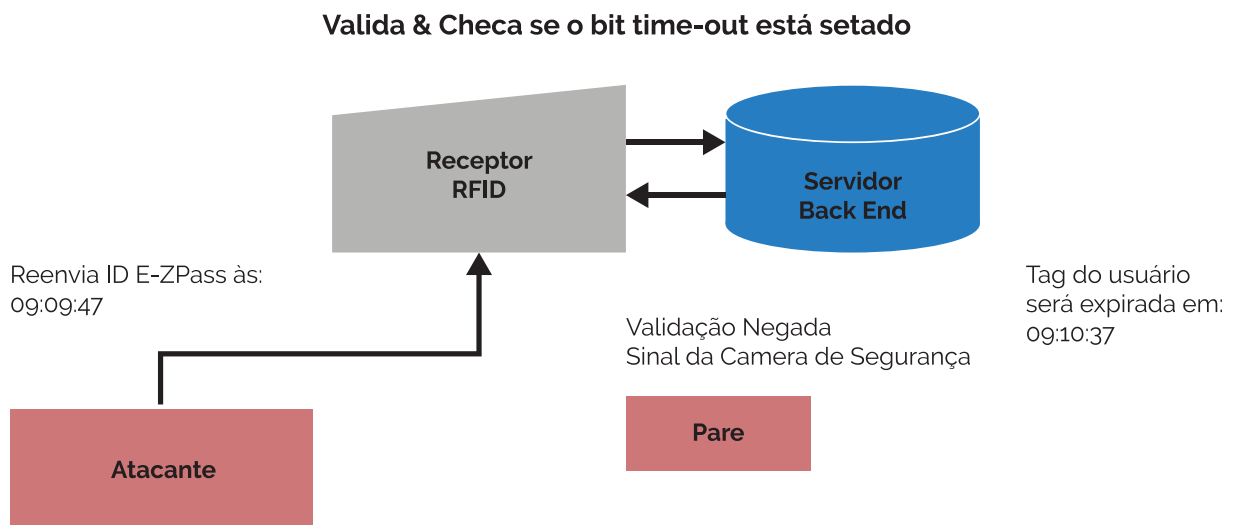 Valida & Checa se o bit time-out está setado
Receptor
RFID
Servidor
Back End
Reenvia ID E-ZPass às:
09:09:47
Tag do usuário
será expirada em:
09:10:37
Validação Negada
Sinal da Camera de Segurança
Pare
Atacante